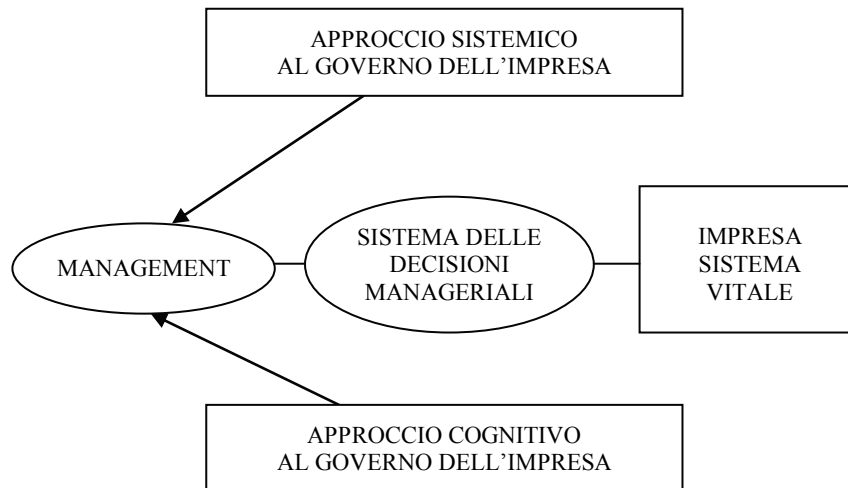 APPROCCIO SISTEMICO
AL GOVERNO DELL’IMPRESA
MANAGEMENT
SISTEMA DELLE
DECISIONI
MANAGERIALI
IMPRESA
SISTEMA
VITALE
APPROCCIO COGNITIVO
AL GOVERNO DELL’IMPRESA